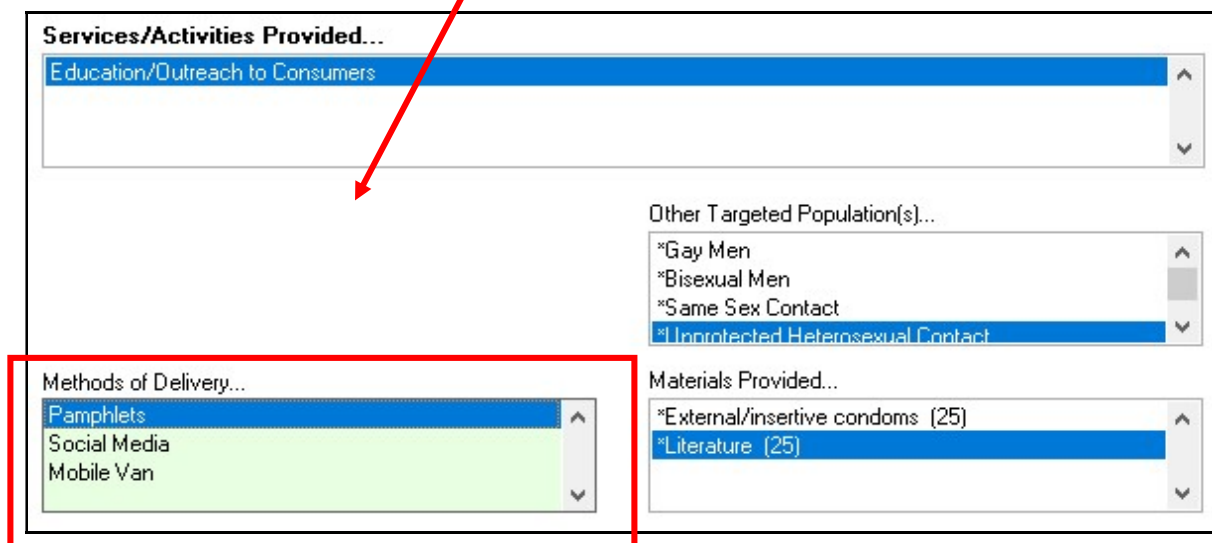 Services/Activities Provided...
Education/Outreach to Consumers
Other Targeted Population(s)...
*Gay Men
*Bisexual Men
*Same Sex Contact
*Unprotected Heterosexual Contact
Methods of Delivery...
Pamphlets
Social Media
Mobile Van
Materials Provided...
*External/insertive condoms (25)
*Literature (25)